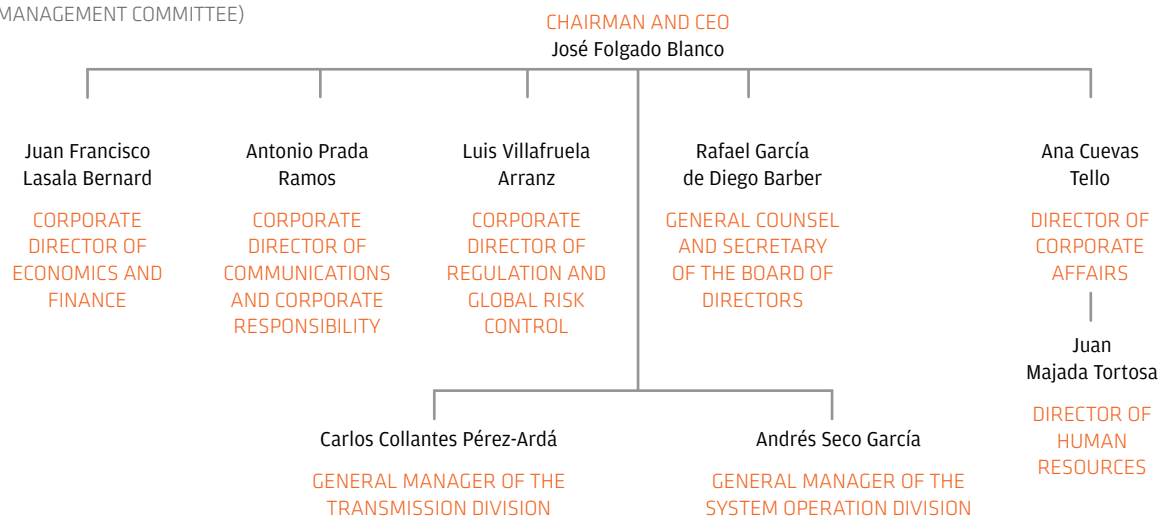 MANAGEMENT COMMITTEE)
CHAIRMAN AND CEO
José Folgado Blanco
Juan Francisco
Lasala Bernard
CORPORATE
DIRECTOR OF
ECONOMICS AND
FINANCE
Antonio Prada
Ramos
CORPORATE
DIRECTOR OF
COMMUNICATIONS
AND CORPORATE
RESPONSIBILITY
Luis Villafruela
Arranz
CORPORATE
DIRECTOR OF
REGULATION AND
GLOBAL RISK
CONTROL
Rafael García
de Diego Barber
GENERAL COUNSEL
AND SECRETARY
OF THE BOARD OF
DIRECTORS
Ana Cuevas
Tello
DIRECTOR OF
CORPORATE
AFFAIRS
Juan
Majada Tortosa
DIRECTOR OF
HUMAN
RESOURCES
Carlos Collantes Pérez-Ardá
GENERAL MANAGER OF THE
TRANSMISSION DIVISION
Andrés Seco García
GENERAL MANAGER OF THE
SYSTEM OPERATION DIVISION